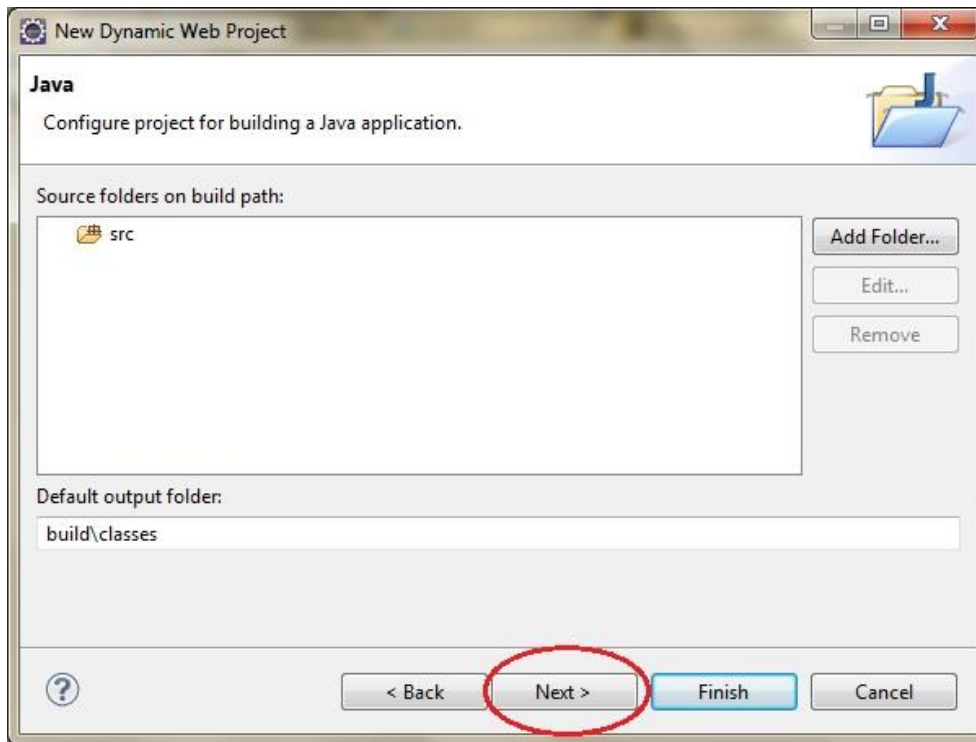 New Dynamic Web Project
Java
Configure project for building a Java application.
Source folders on build path:
src
Add Folder...
Edit...
Remove
Default output folder:
build\classes
< Back Next > Finish Cancel